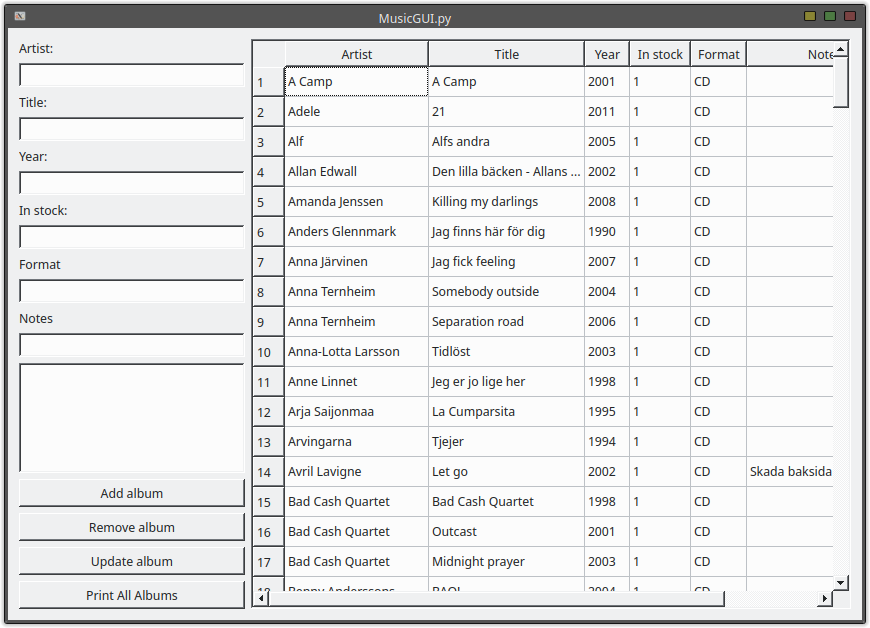 MusicGUI.py
Artist:
Title:
Year:
In stock:
Format
Notes
Add album
Remove album
Update album
Print All Albums
Artist Title Year In stock Format Note
1 A Camp A Camp 2001 1 CD
2 Adele 21 2011 1 CD
3 Alf Alfs andra 2005 1 CD
4 Allan Edwall Den lilla bäcken - Allans ... 2002 1 CD
5 Amanda Jenssen Killing my darlings 2008 1 CD
6 Anders Glennmark Jag finns här för dig 1990 1 CD
7 Anna Järvinen Jag fick feeling 2007 1 CD
8 Anna Ternheim Somebody outside 2004 1 CD
9 Anna Ternheim Separation road 2006 1 CD
10 Anna-Lotta Larsson Tidlöst 2003 1 CD
11 Anne Linnet Jeg er jo lige her 1998 1 CD
12 Arja Saijonmaa La Cumparsita 1995 1 CD
13 Arvingarna Tjejer 1994 1 CD
14 Avril Lavigne Let go 2002 1 CD Skada baksida
15 Bad Cash Quartet Bad Cash Quartet 1998 1 CD
16 Bad Cash Quartet Outcast 2001 1 CD
17 Bad Cash Quartet Midnight prayer 2003 1 CD